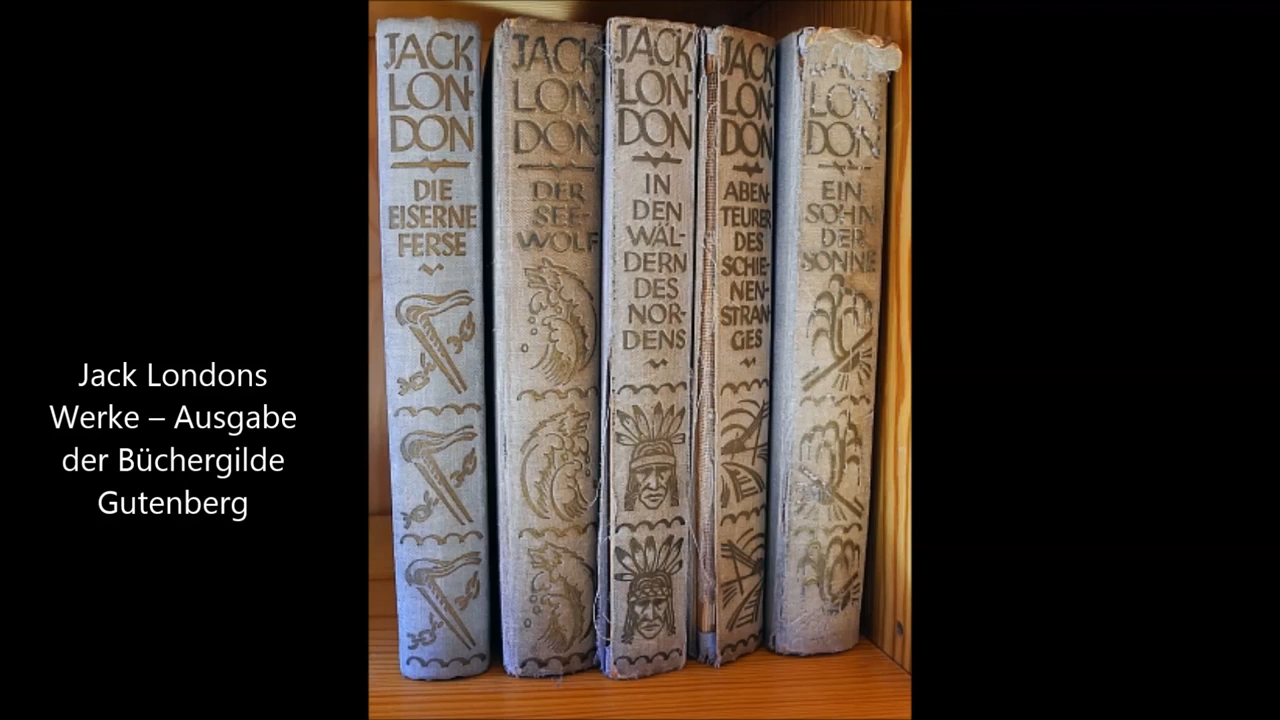 Jack Londons
Werke – Ausgabe
der Büchergilde
Gutenberg
JACK
LON-
DON
DIE
EISERNE
FERSE
JACK
LON-
DON
DER
SEE-
WOLF
JACK
LON-
DON
IN
DEN
WÄL-
DERN
DES
NOR-
DENS
JACK
LON-
DON
ABEN-
TEURER
DES
SCHIE-
NEN-
STRAN-
GES
JACK
LON
DON
EIN
SOHN
DER
SONNE